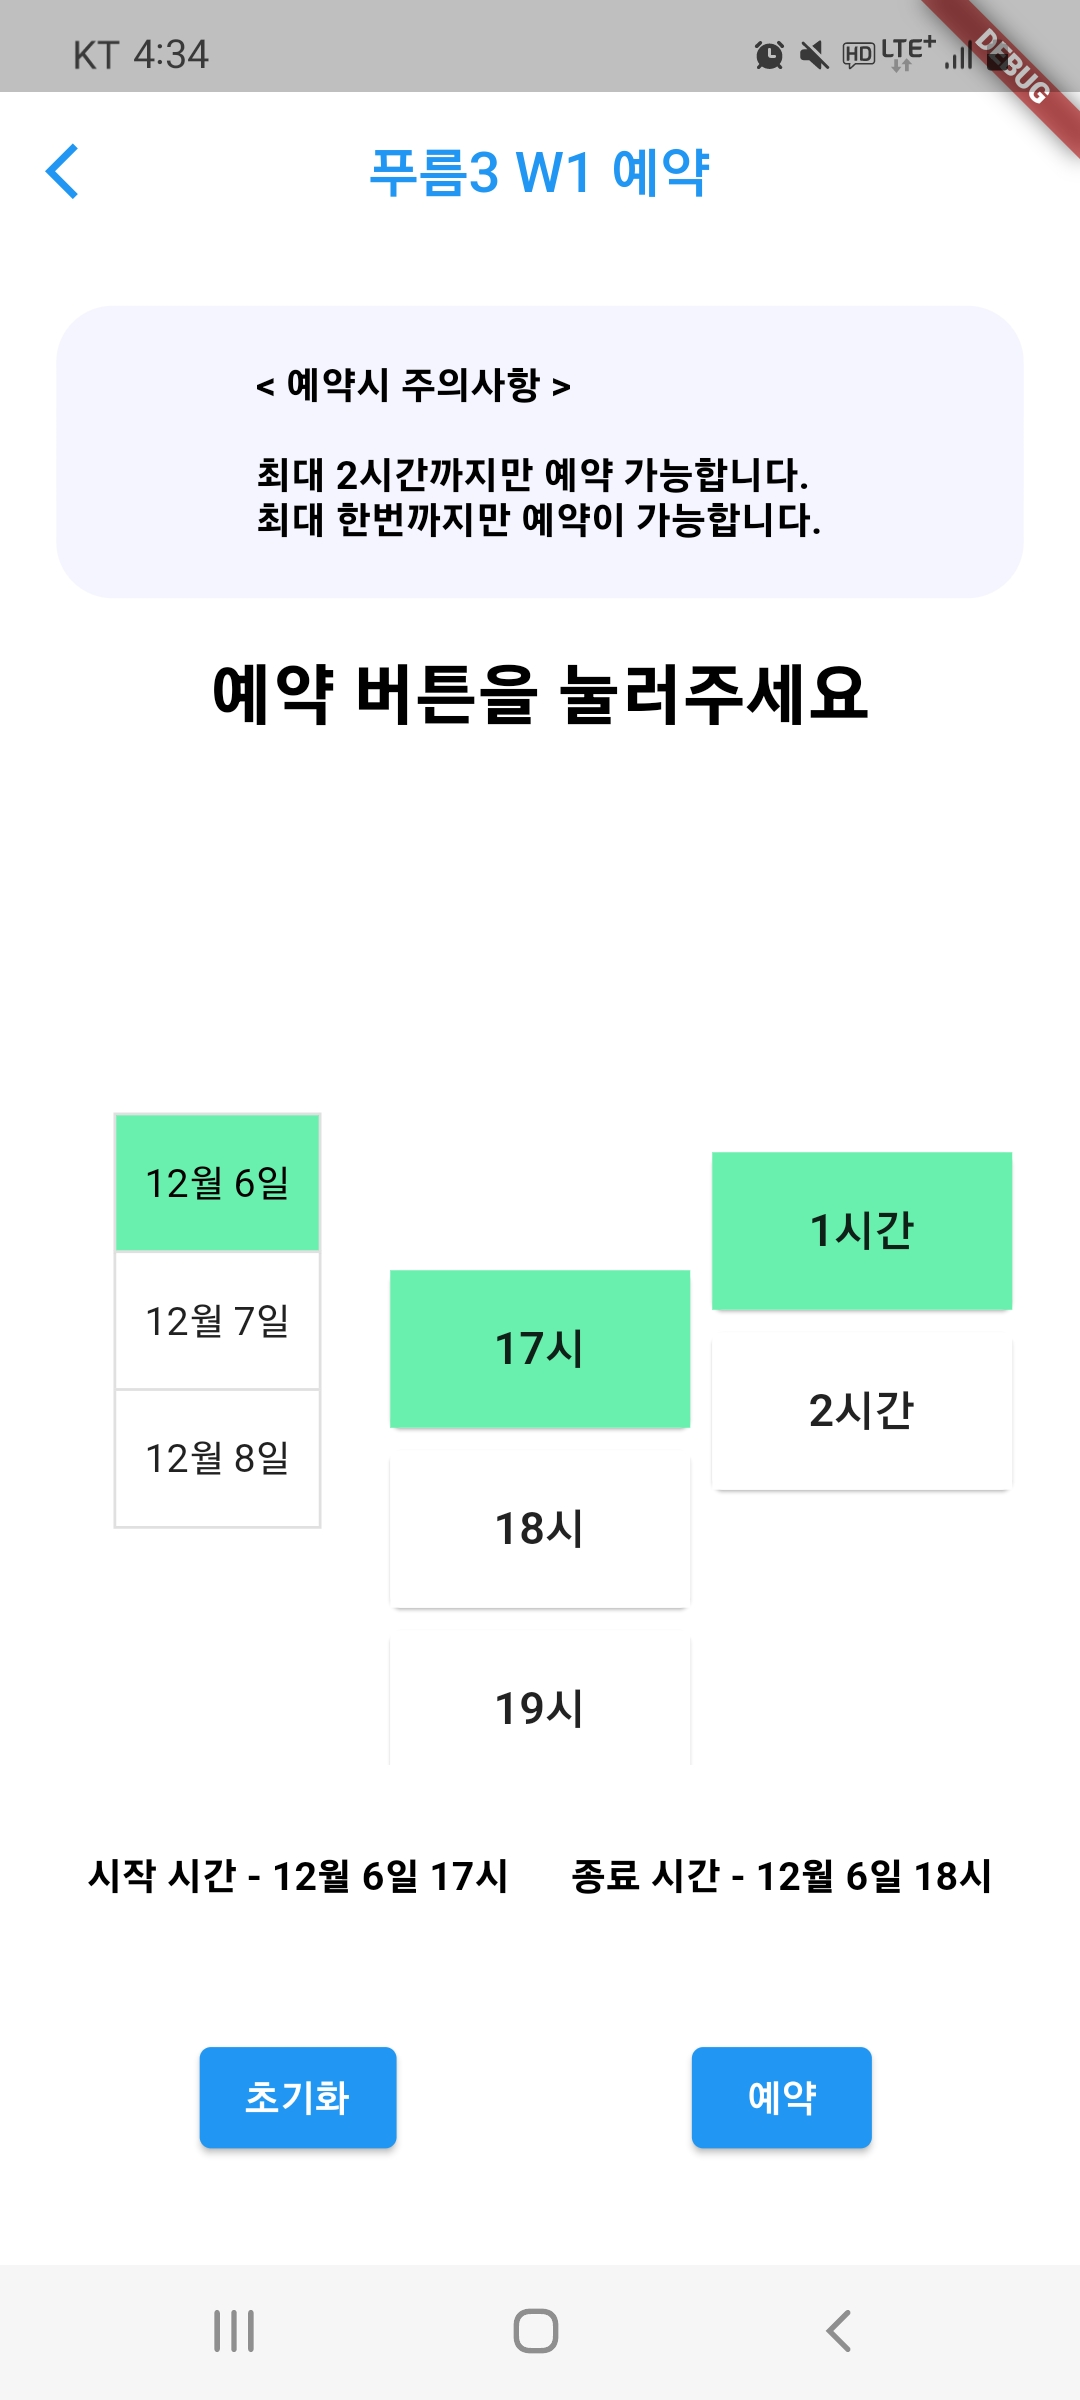 KT 4:34
HD LTE+
DEBUG
푸름3 W1 예약
< 예약시 주의사항 >
최대 2시간까지만 예약 가능합니다.
최대 한번까지만 예약이 가능합니다.
예약 버튼을 눌러주세요
12월 6일
12월 7일
12월 8일
17시
18시
19시
1시간
2시간
시작 시간 - 12월 6일 17시
종료 시간 - 12월 6일 18시
초기화
예약